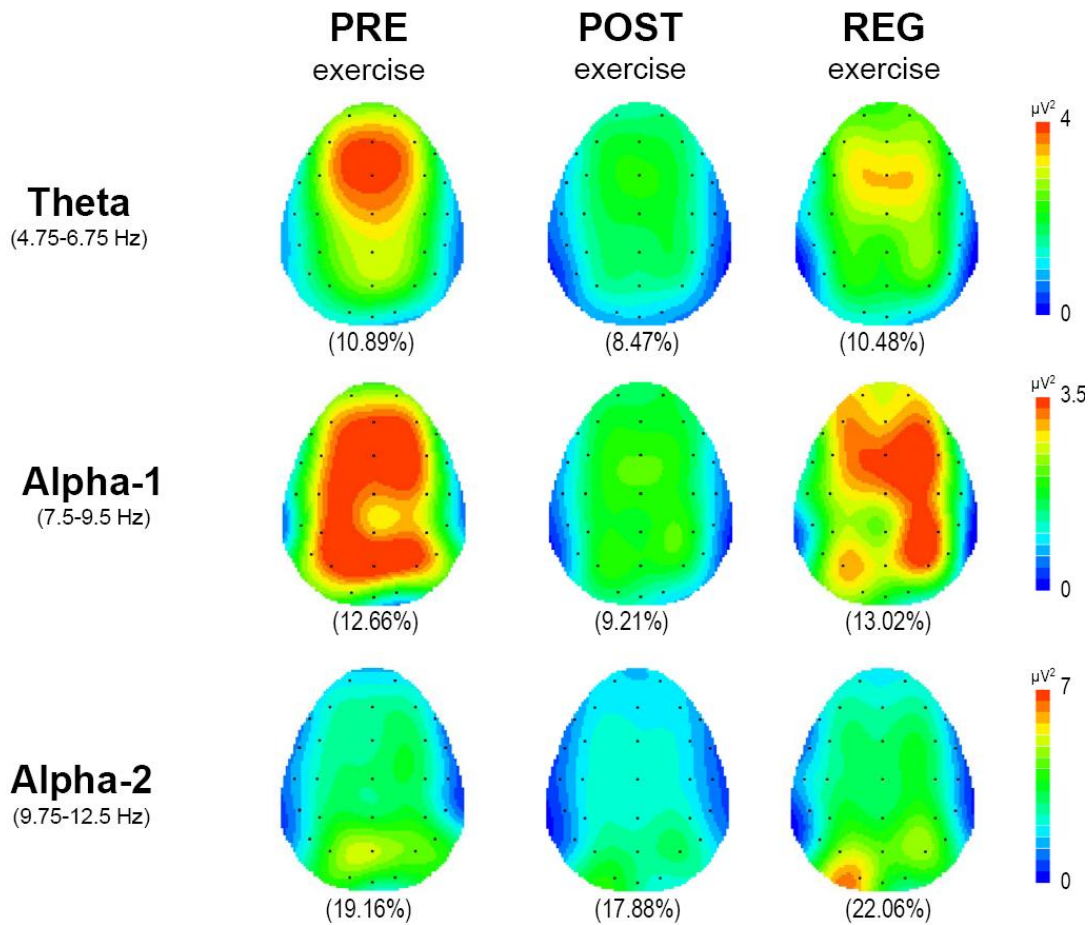 PRE POST REG
exercise exercise exercise
µV² 4
Theta
(4.75-6.75 Hz)
0
(10.89%) (8.47%) (10.48%)
µV² 3.5
Alpha-1
(7.5-9.5 Hz)
0
(12.66%) (9.21%) (13.02%)
µV² 7
Alpha-2
(9.75-12.5 Hz)
0
(19.16%) (17.88%) (22.06%)